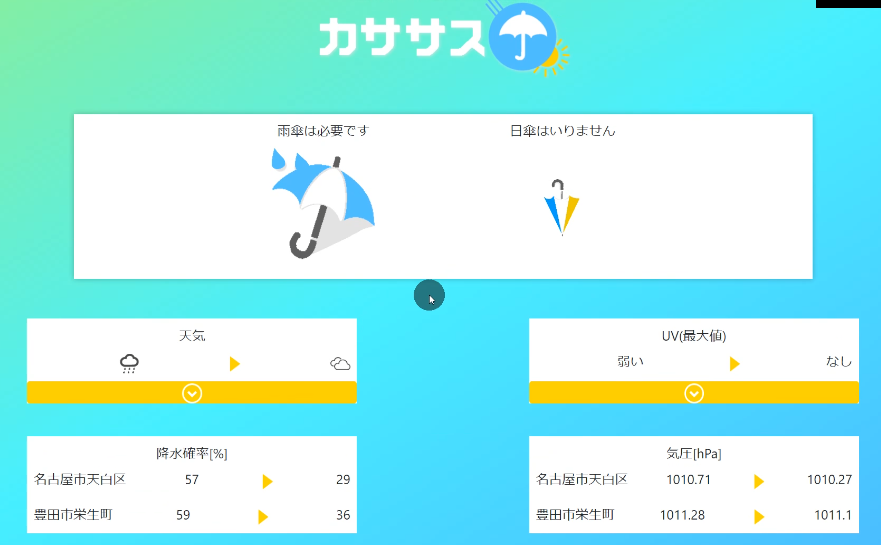 カササス
雨傘は必要です 日傘はいりません
天気
UV(最大値)
弱い なし
降水確率[%]
名古屋市天白区 57 29
豊田市栄生町 59 36
気圧[hPa]
名古屋市天白区 1010.71 1010.27
豊田市栄生町 1011.28 1011.1